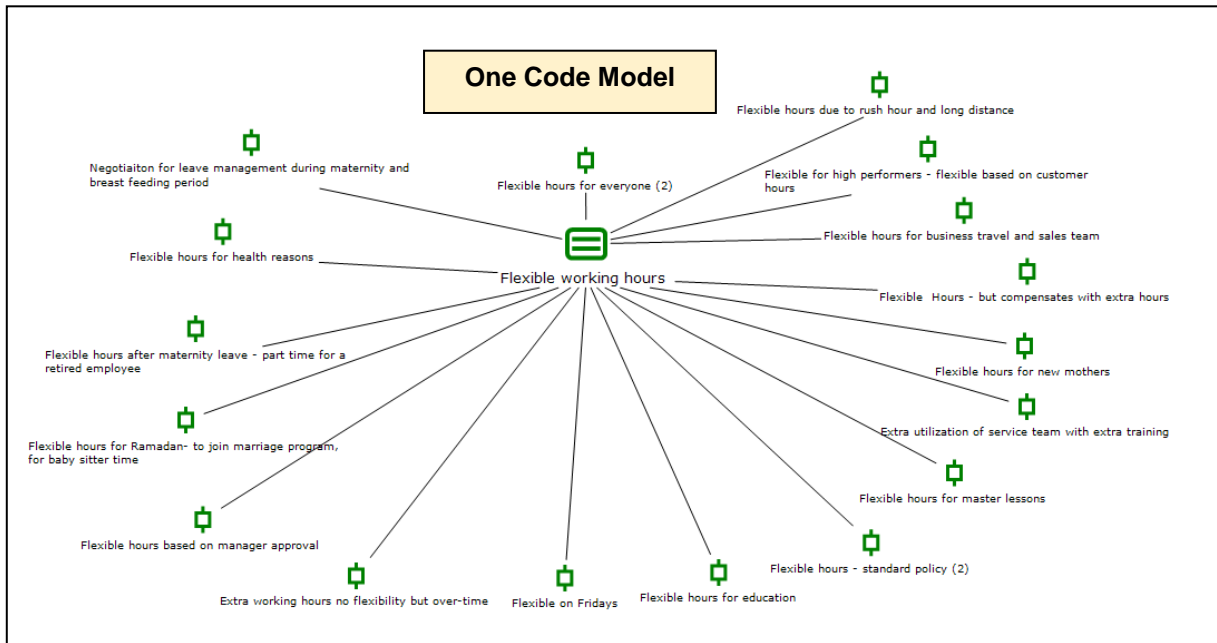 One Code Model
Flexible hours due to rush hour and long distance
Negotiaiton for leave management during maternity and
breast feeding period
Flexible hours for everyone (2)
Flexible for high performers - flexible based on customer
hours
Flexible hours for business travel and sales team
Flexible hours for health reasons
Flexible working hours
Flexible  Hours - but compensates with extra hours
Flexible hours after maternity leave - part time for a
retired employee
Flexible hours for new mothers
Extra utilization of service team with extra training
Flexible hours for Ramadan- to join marriage program,
for baby sitter time
Flexible hours for master lessons
Flexible hours based on manager approval
Flexible hours - standard policy (2)
Extra working hours no flexibility but over-time
Flexible on Fridays
Flexible hours for education